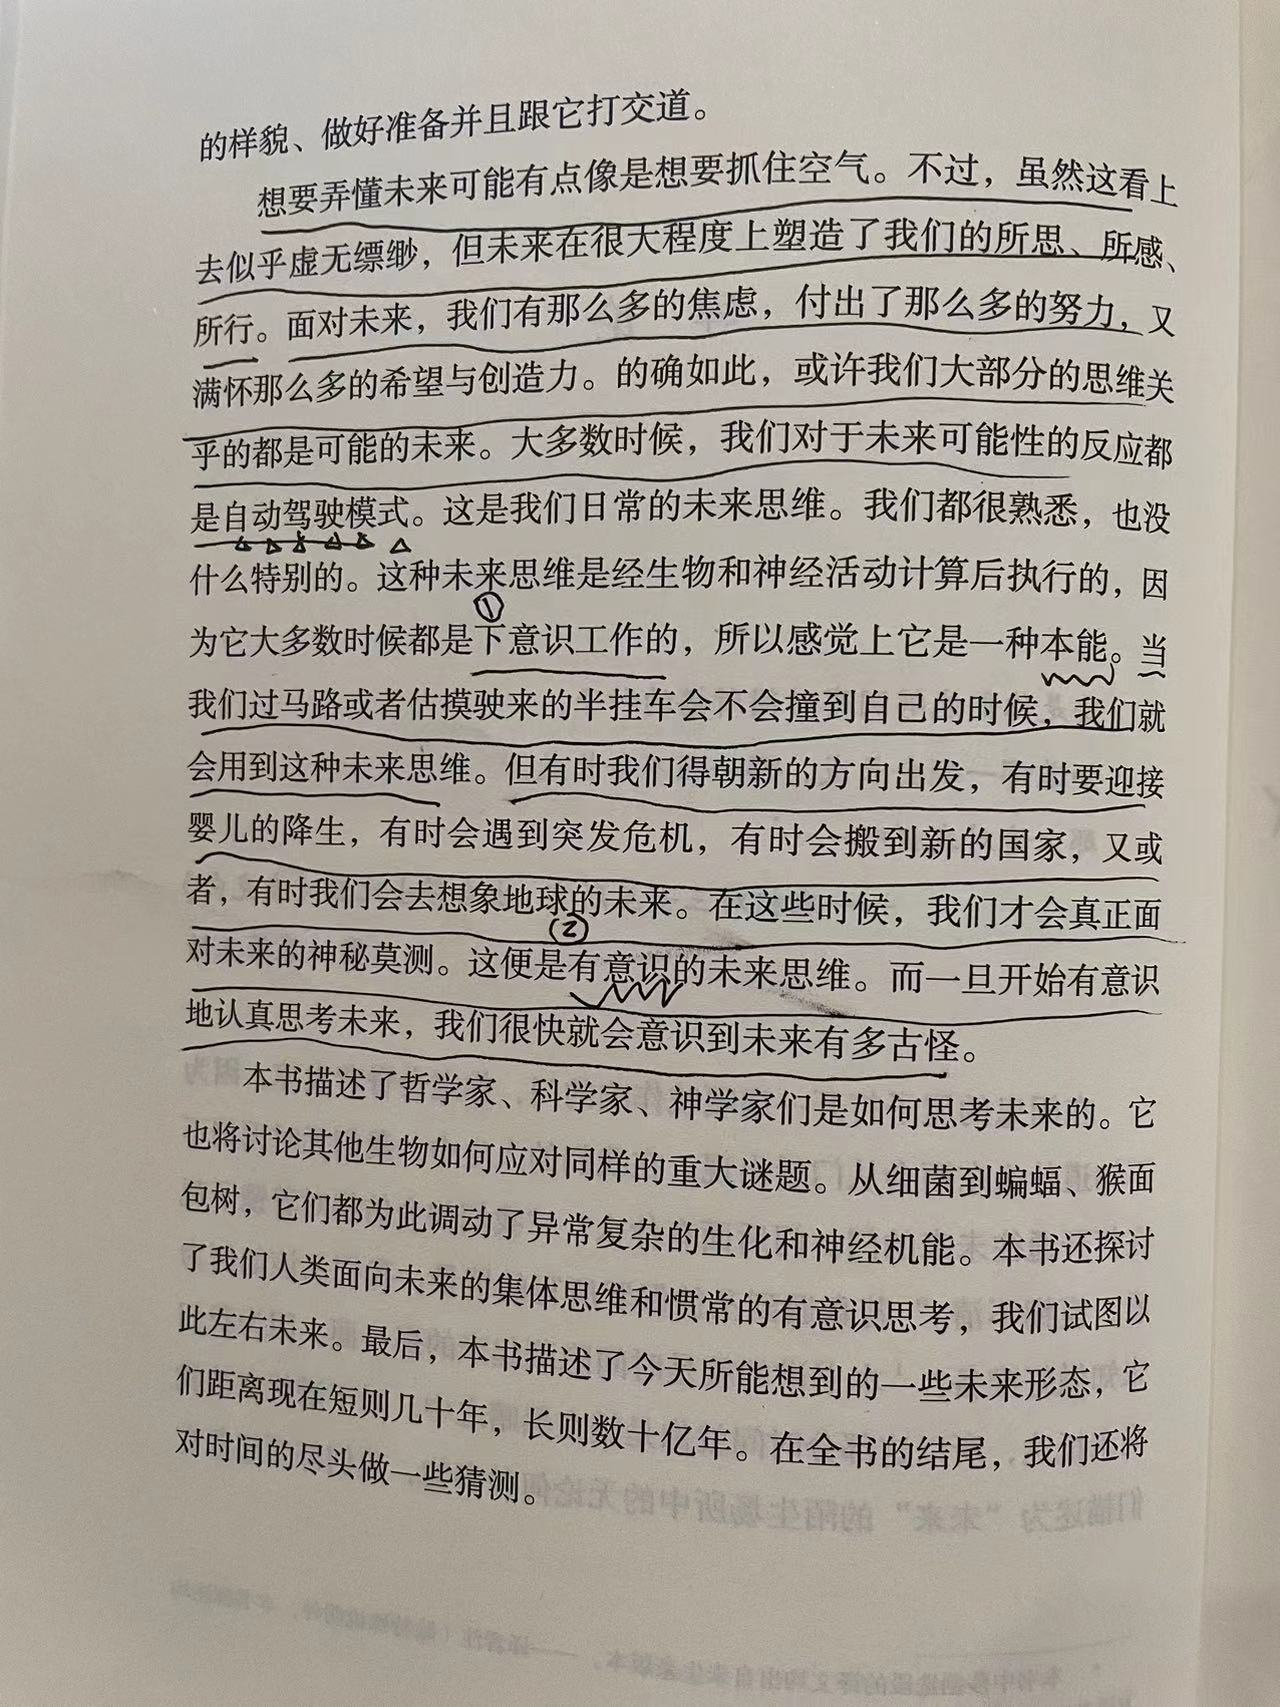 的样貌、做好准备并且跟它打交道。
想要弄懂未来可能有点像是想要抓住空气。不过，虽然这看上
去似乎虚无缥缈，但未来在很大程度上塑造了我们的所思、所感、
所行。面对未来，我们有那么多的焦虑，付出了那么多的努力，又
满怀那么多的希望与创造力。的确如此，或许我们大部分的思维关
乎的都是可能的未来。大多数时候，我们对于未来可能性的反应都
是自动驾驶模式。这是我们日常的未来思维。我们都很熟悉，也没
什么特别的。这种未来思维是经生物和神经活动计算后执行的，因
①
为它大多数时候都是下意识工作的，所以感觉上它是一种本能。当
我们过马路或者估摸驶来的半挂车会不会撞到自己的时候，我们就
会用到这种未来思维。但有时我们得朝新的方向出发，有时要迎接
婴儿的降生，有时会遇到突发危机，有时会搬到新的国家，又或
者，有时我们会去想象地球的未来。在这些时候，我们才会真正面
②
对未来的神秘莫测。这便是有意识的未来思维。而一旦开始有意识
地认真思考未来，我们很快就会意识到未来有多古怪。
本书描述了哲学家、科学家、神学家们是如何思考未来的。它
也将讨论其他生物如何应对同样的重大谜题。从细菌到蝙蝠、猴面
包树，它们都为此调动了异常复杂的生化和神经机能。本书还探讨
了我们人类面向未来的集体思维和惯常的有意识思考，我们试图以
此左右未来。最后，本书描述了今天所能想到的一些未来形态，它
们距离现在短则几十年，长则数十亿年。在全书的结尾，我们还将
对时间的尽头做一些猜测。